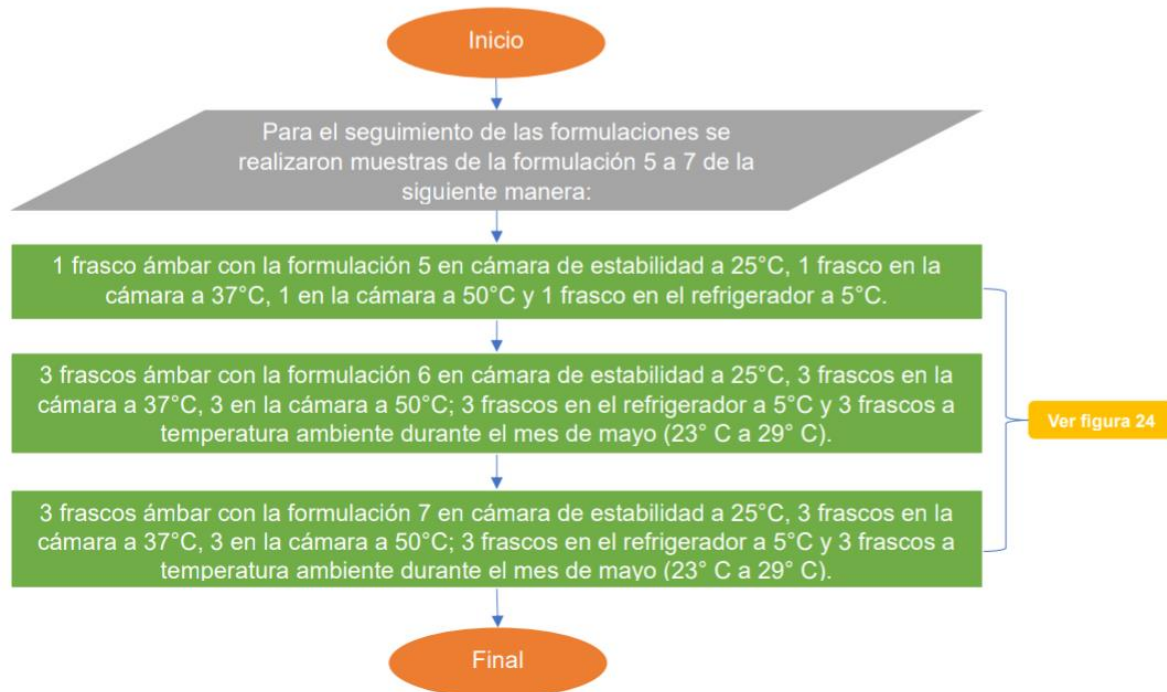 Inicio
Para el seguimiento de las formulaciones se
realizaron muestras de la formulación 5 a 7 de la
siguiente manera:
1 frasco ámbar con la formulación 5 en cámara de estabilidad a 25°C, 1 frasco en la
cámara a 37°C, 1 en la cámara a 50°C y 1 frasco en el refrigerador a 5°C.
3 frascos ámbar con la formulación 6 en cámara de estabilidad a 25°C, 3 frascos en la
cámara a 37°C, 3 en la cámara a 50°C; 3 frascos en el refrigerador a 5°C y 3 frascos a
temperatura ambiente durante el mes de mayo (23° C a 29° C).
Ver figura 24
3 frascos ámbar con la formulación 7 en cámara de estabilidad a 25°C, 3 frascos en la
cámara a 37°C, 3 en la cámara a 50°C; 3 frascos en el refrigerador a 5°C y 3 frascos a
temperatura ambiente durante el mes de mayo (23° C a 29° C).
Final